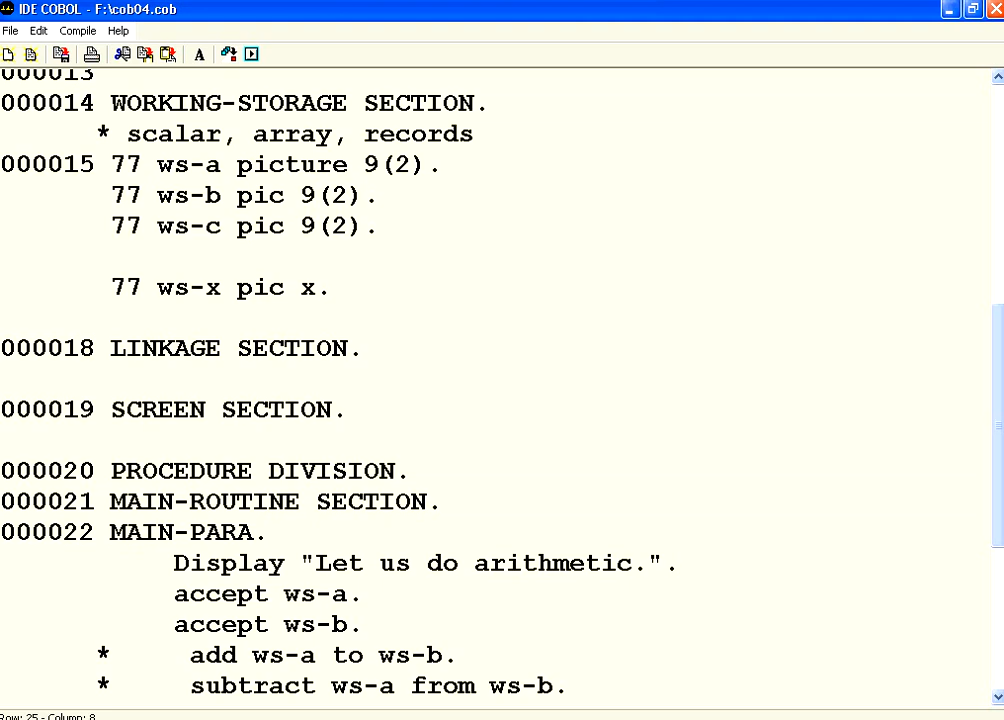 IDE COBOL - F:\cob04.cob
File Edit Compile Help
A
000013
000014 WORKING-STORAGE SECTION.
* scalar, array, records
000015 77 ws-a picture 9(2).
77 ws-b pic 9(2).
77 ws-c pic 9(2).
77 ws-x pic x.
000018 LINKAGE SECTION.
000019 SCREEN SECTION.
000020 PROCEDURE DIVISION.
000021 MAIN-ROUTINE SECTION.
000022 MAIN-PARA.
Display "Let us do arithmetic.".
accept ws-a.
accept ws-b.
* add ws-a to ws-b.
* subtract ws-a from ws-b.
Row: 25 - Column: 8